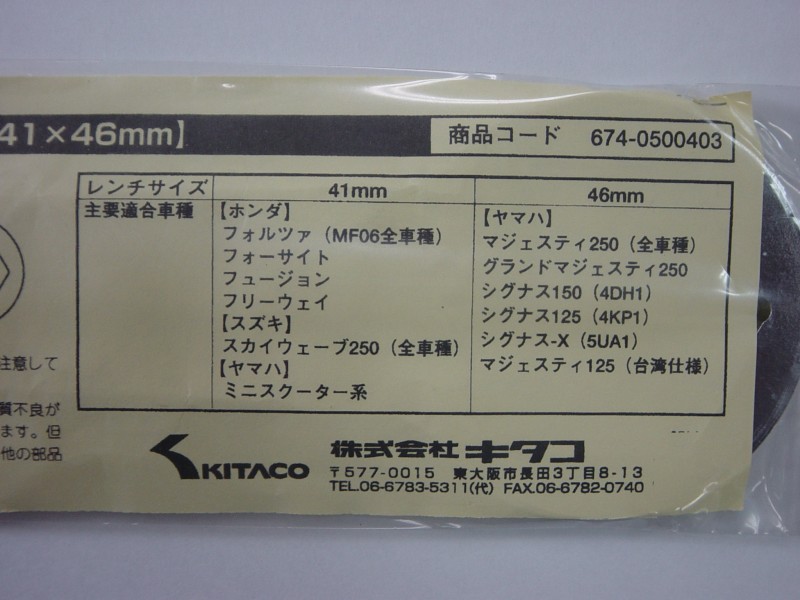 41×46mm】
商品コード 674-0500403
レンチサイズ 41mm 46mm
主要適合車種
【ホンダ】
フォルツァ（MF06全車種）
フォーサイト
フュージョン
フリーウェイ
【スズキ】
スカイウェーブ250（全車種）
【ヤマハ】
ミニスクーター系
【ヤマハ】
マジェスティ250（全車種）
グランドマジェスティ250
シグナス150（4DH1）
シグナス125（4KP1）
シグナス-X（5UA1）
マジェスティ125（台湾仕様）
注意して
質不良が
ます。但
他の部品
KITACO
株式会社キタコ
〒577-0015 東大阪市長田3丁目8-13
TEL.06-6783-5311(代) FAX.06-6782-0740